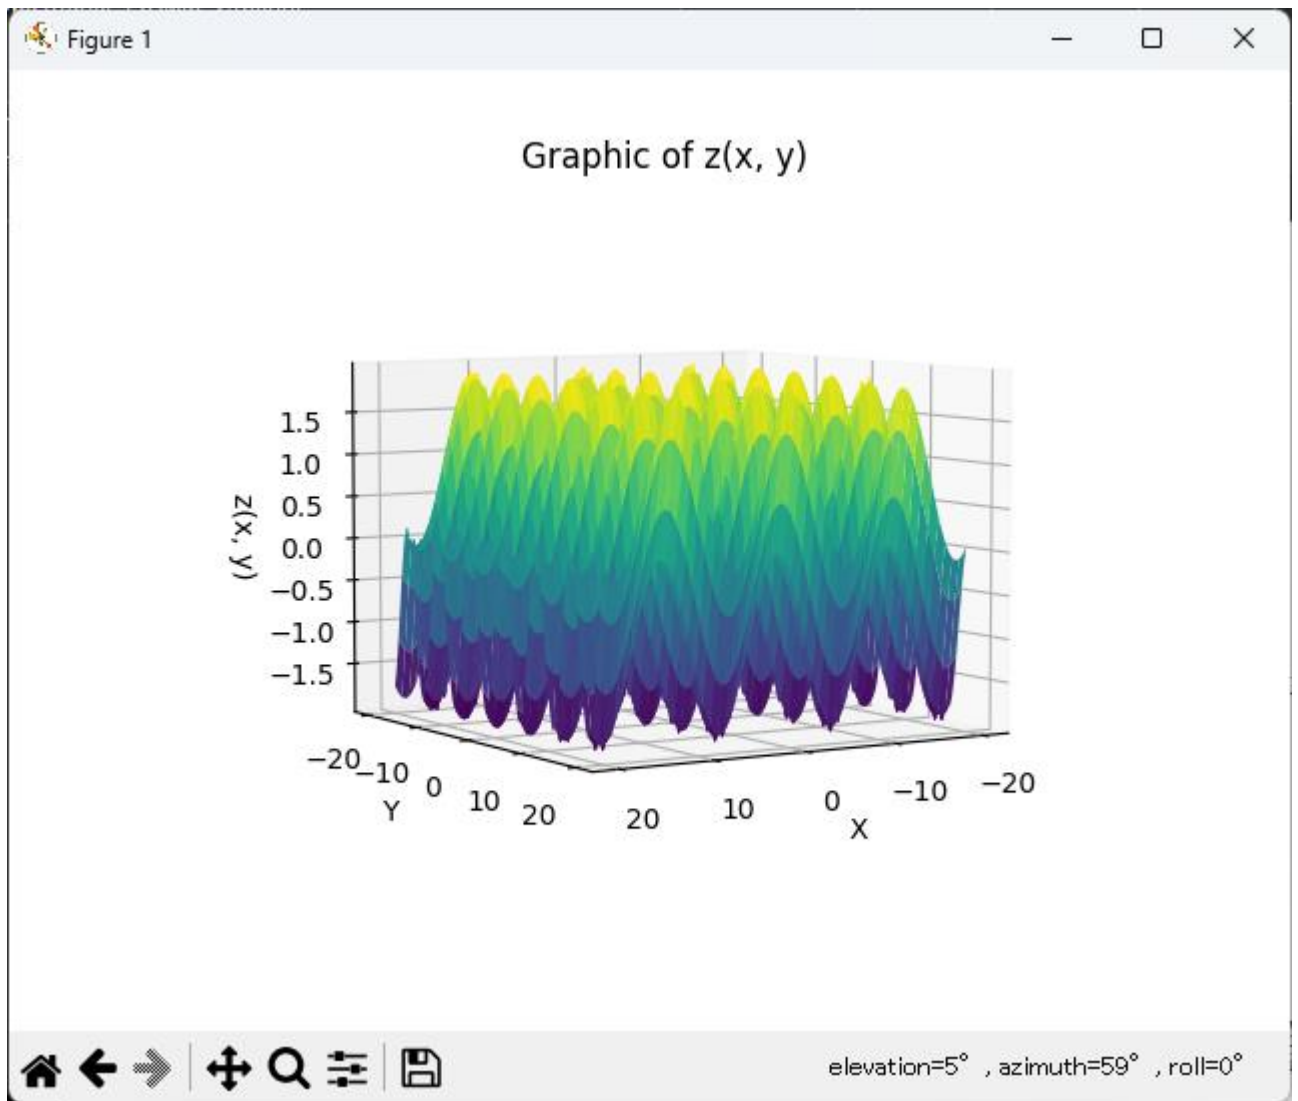 Figure 1
Graphic of z(x, y)
1.5
1.0
0.5
0.0
−0.5
−1.0
−1.5
z(x, y)
−20
−10
0
10
20
Y
20
10
0
−10
−20
X
elevation=5°, azimuth=59°, roll=0°